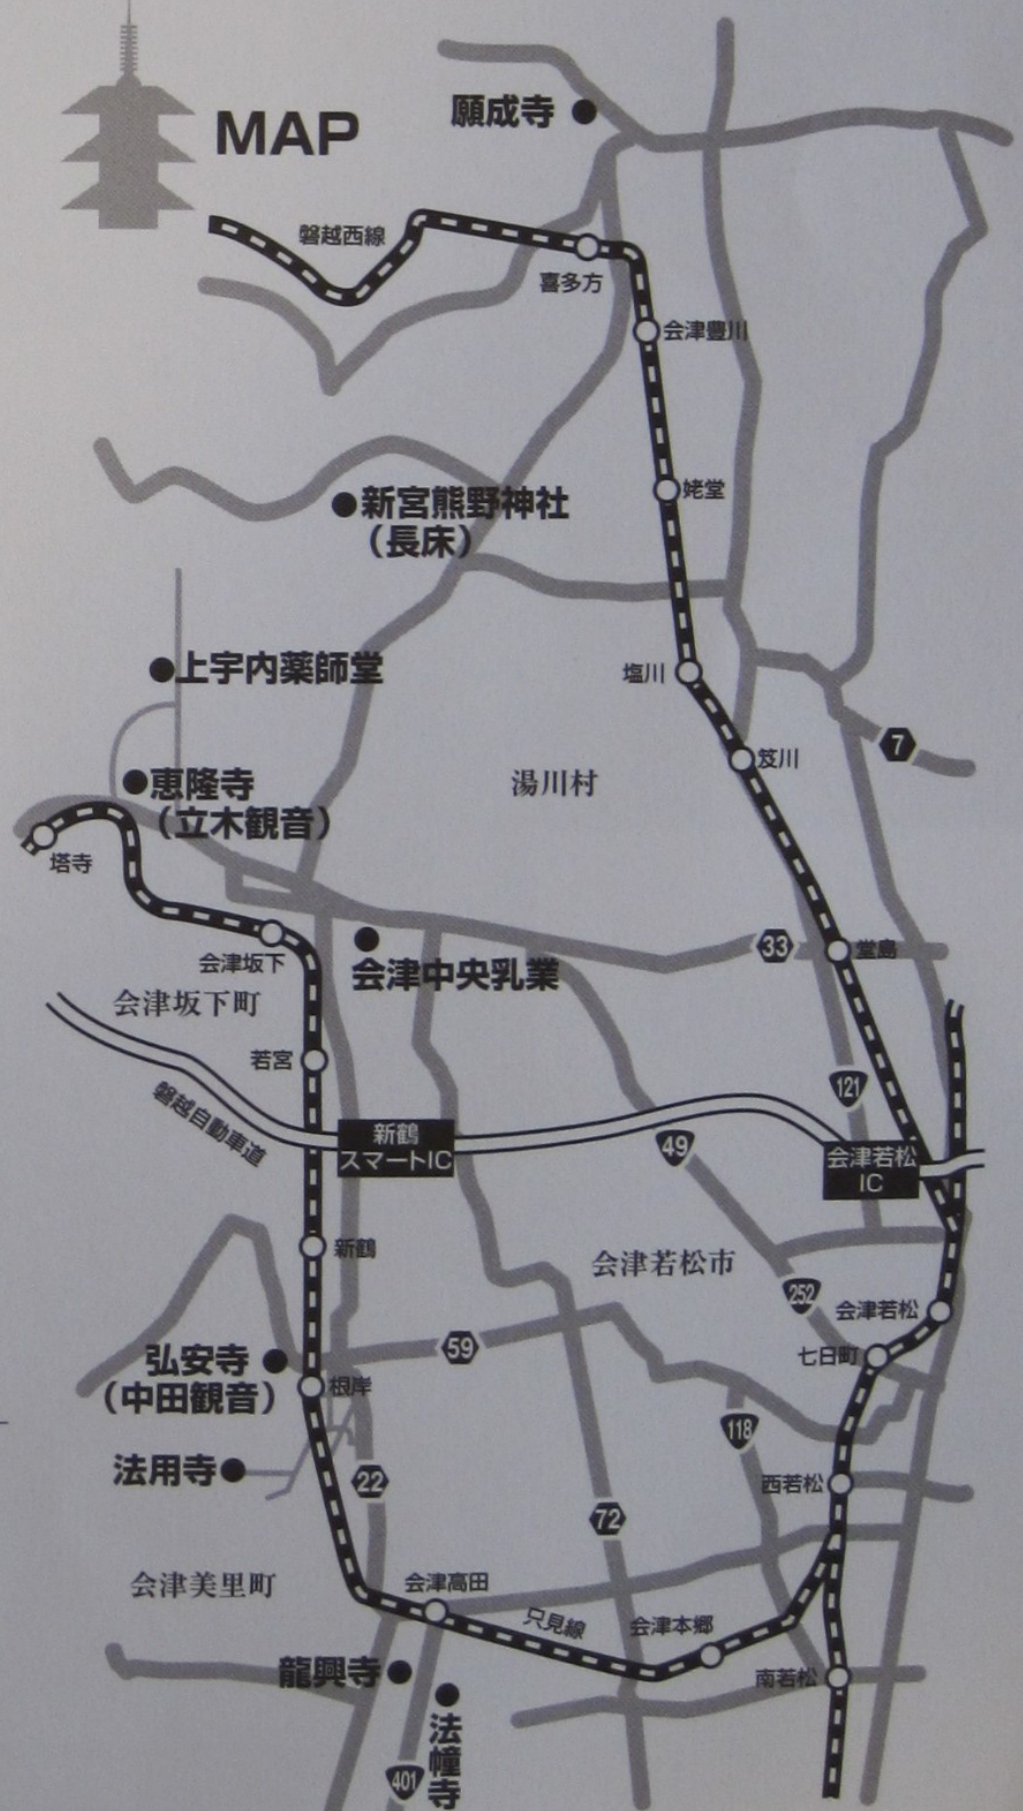 MAP
願成寺
磐越西線
喜多方
会津豊川
姥堂
新宮熊野神社
（長床）
上宇内薬師堂
塩川
笈川
7
湯川村
恵隆寺
（立木観音）
塔寺
会津坂下
会津坂下町
会津中央乳業
33
堂島
若宮
磐越自動車道
新鶴
スマートIC
121
49
会津若松
IC
新鶴
会津若松市
252
会津若松
七日町
59
弘安寺
（中田観音）
根岸
118
法用寺
22
72
西若松
会津美里町
会津高田
只見線
会津本郷
南若松
龍興寺
法幢寺
401